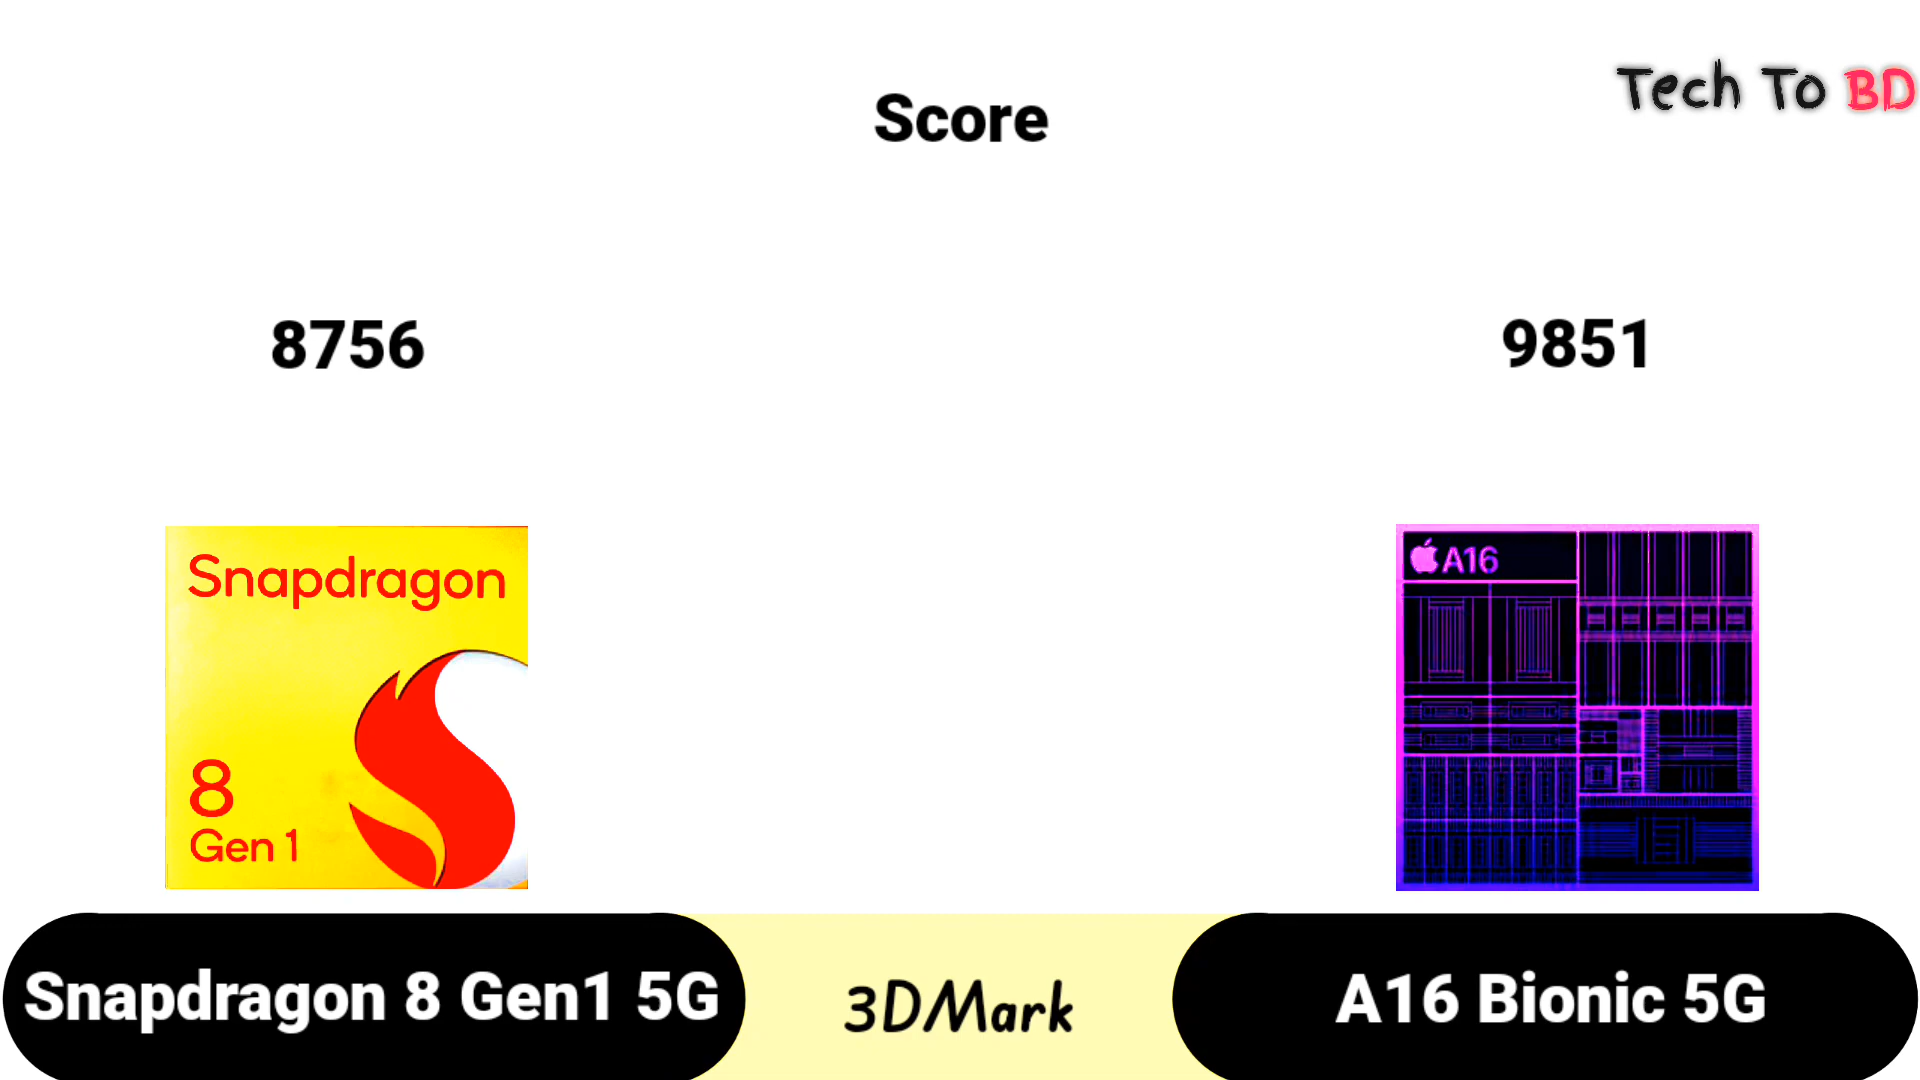 Tech To BD
Score
8756
9851
Snapdragon
8
Gen 1
A16
Snapdragon 8 Gen1 5G
3DMark
A16 Bionic 5G